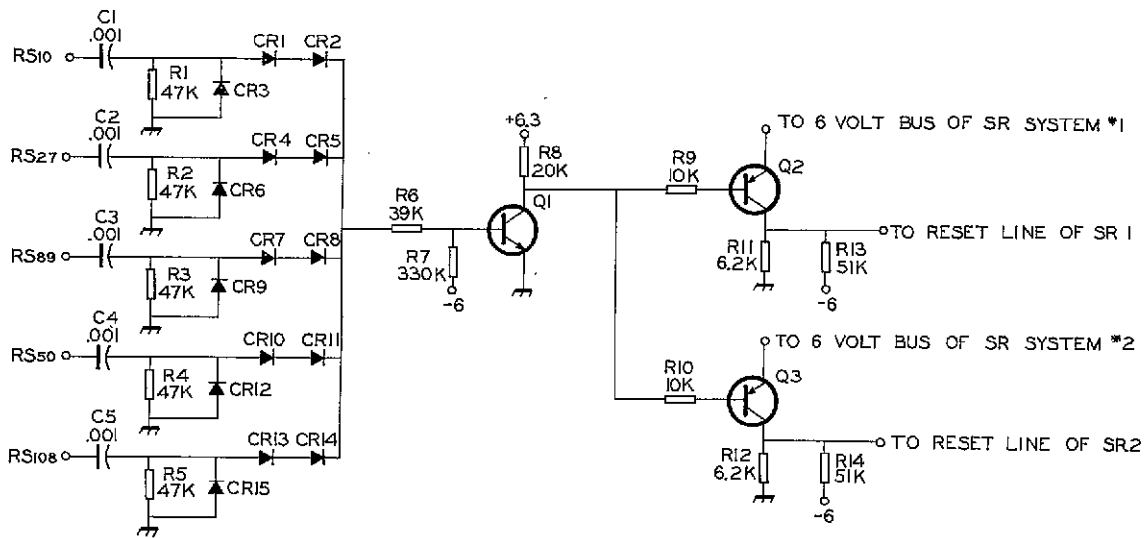 C1
.001
RS10
R1
47K
CR1
CR2
CR3
C2
.001
RS27
R2
47K
CR4
CR5
CR6
C3
.001
RS89
R3
47K
CR7
CR8
CR9
C4
.001
RS50
R4
47K
CR10
CR11
CR12
C5
.001
RS108
R5
47K
CR13
CR14
CR15
R6
39K
R7
330K
-6
+6.3
R8
20K
Q1
R9
10K
TO 6 VOLT BUS OF SR SYSTEM #1
Q2
TO RESET LINE OF SR 1
R11
6.2K
R13
51K
-6
R10
10K
TO 6 VOLT BUS OF SR SYSTEM #2
Q3
TO RESET LINE OF SR2
R12
6.2K
R14
51K
-6